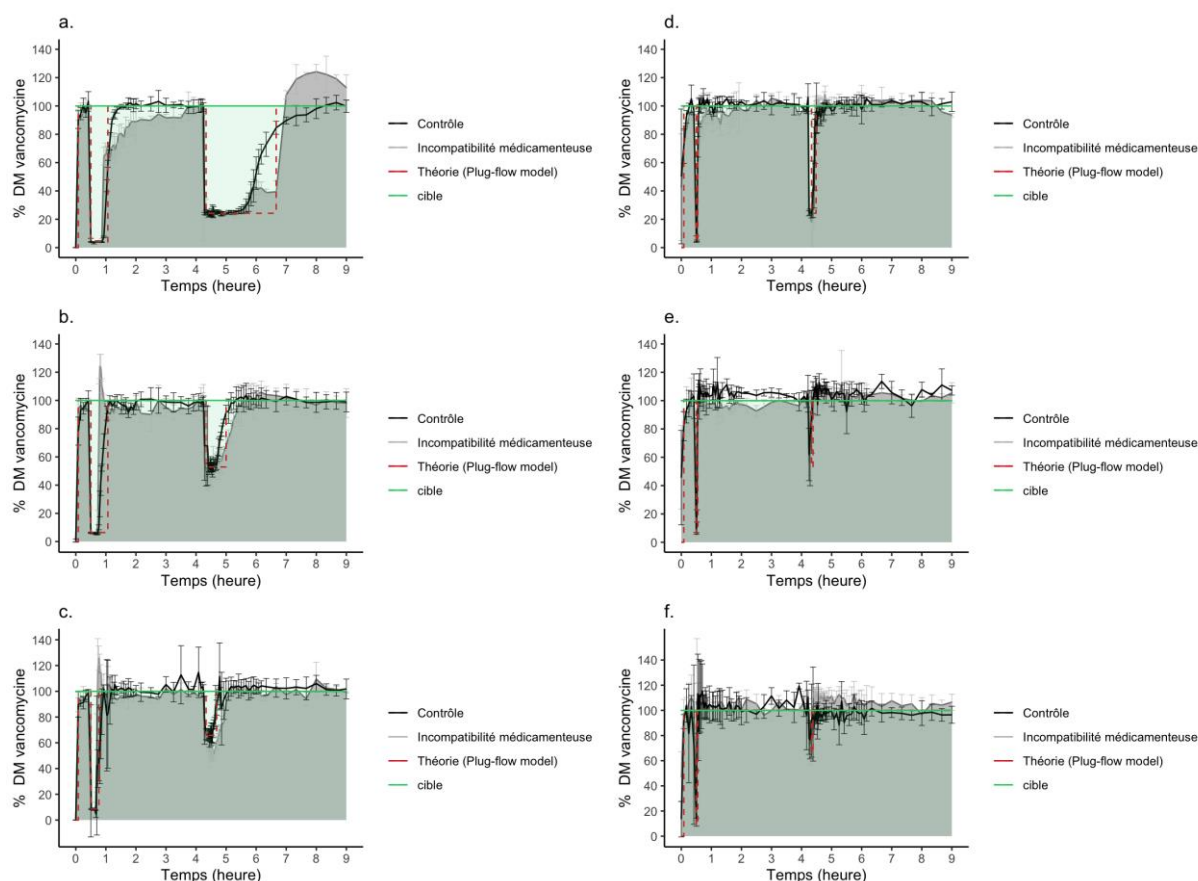 a.
140
120
100
80
60
40
20
0
% DM vancomycine
0 1 2 3 4 5 6 7 8 9
Temps (heure)
Contrôle
Incompatibilité médicamenteuse
Théorie (Plug-flow model)
cible
b.
140
120
100
80
60
40
20
0
% DM vancomycine
0 1 2 3 4 5 6 7 8 9
Temps (heure)
Contrôle
Incompatibilité médicamenteuse
Théorie (Plug-flow model)
cible
c.
140
120
100
80
60
40
20
0
% DM vancomycine
0 1 2 3 4 5 6 7 8 9
Temps (heure)
Contrôle
Incompatibilité médicamenteuse
Théorie (Plug-flow model)
cible
d.
140
120
100
80
60
40
20
0
% DM vancomycine
0 1 2 3 4 5 6 7 8 9
Temps (heure)
Contrôle
Incompatibilité médicamenteuse
Théorie (Plug-flow model)
cible
e.
140
120
100
80
60
40
20
0
% DM vancomycine
0 1 2 3 4 5 6 7 8 9
Temps (heure)
Contrôle
Incompatibilité médicamenteuse
Théorie (Plug-flow model)
cible
f.
140
120
100
80
60
40
20
0
% DM vancomycine
0 1 2 3 4 5 6 7 8 9
Temps (heure)
Contrôle
Incompatibilité médicamenteuse
Théorie (Plug-flow model)
cible